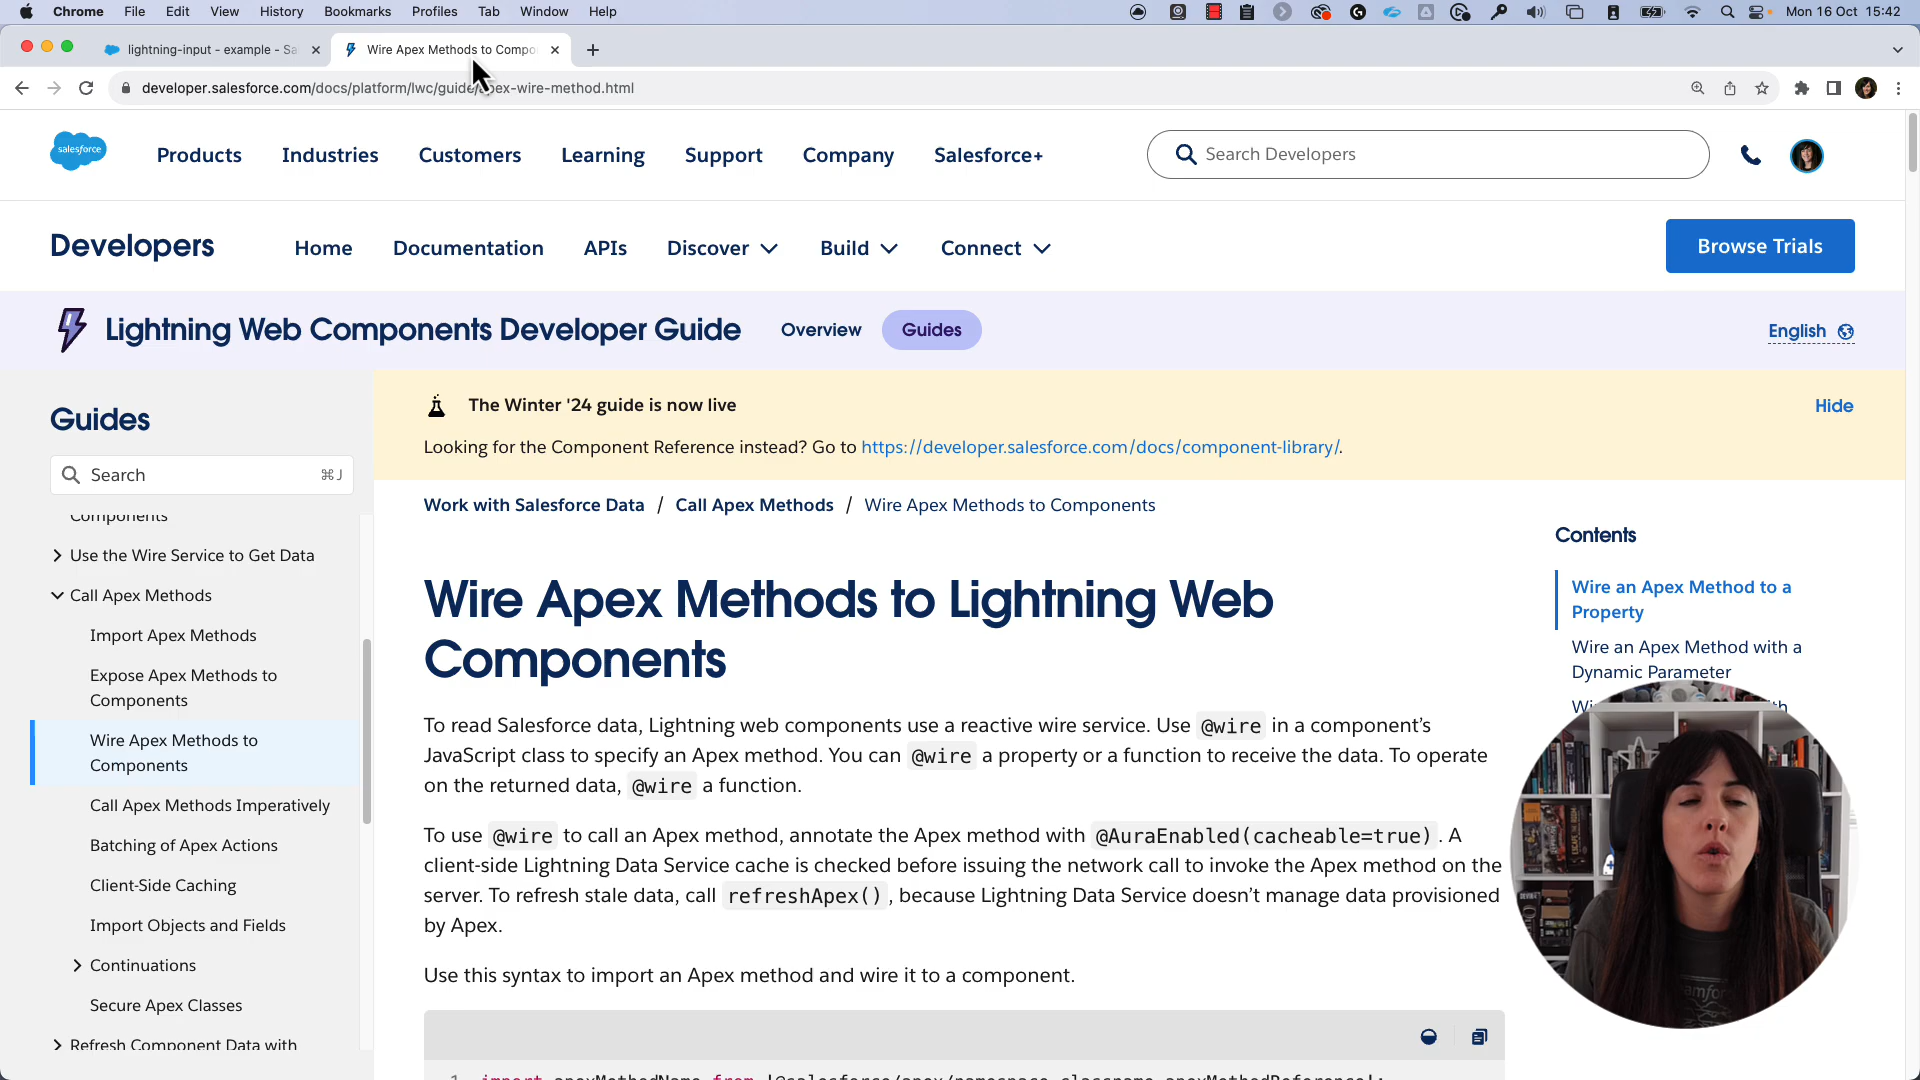 Chrome File Edit View History Bookmarks Profiles Tab Window Help
Mon 16 Oct 15:42
lightning-input - example - Sa
Wire Apex Methods to Compo
developer.salesforce.com/docs/platform/lwc/guide/apex-wire-method.html
salesforce
Products Industries Customers Learning Support Company Salesforce+
Search Developers
Developers
Home Documentation APIs Discover Build Connect
Browse Trials
Lightning Web Components Developer Guide
Overview Guides
English
Guides
Search ⌘J
Components
Use the Wire Service to Get Data
Call Apex Methods
Import Apex Methods
Expose Apex Methods to
Components
Wire Apex Methods to
Components
Call Apex Methods Imperatively
Batching of Apex Actions
Client-Side Caching
Import Objects and Fields
Continuations
Secure Apex Classes
Refresh Component Data with
The Winter '24 guide is now live
Hide
Looking for the Component Reference instead? Go to https://developer.salesforce.com/docs/component-library/.
Work with Salesforce Data / Call Apex Methods / Wire Apex Methods to Components
Wire Apex Methods to Lightning Web
Components
To read Salesforce data, Lightning web components use a reactive wire service. Use @wire in a component’s
JavaScript class to specify an Apex method. You can @wire a property or a function to receive the data. To operate
on the returned data, @wire a function.
To use @wire to call an Apex method, annotate the Apex method with @AuraEnabled(cacheable=true) . A
client-side Lightning Data Service cache is checked before issuing the network call to invoke the Apex method on the
server. To refresh stale data, call refreshApex() , because Lightning Data Service doesn’t manage data provisioned
by Apex.
Use this syntax to import an Apex method and wire it to a component.
1 import apexMethodName from '@salesforce/apex/namespace.classname.apexMethodReference';
Contents
Wire an Apex Method to a
Property
Wire an Apex Method with a
Dynamic Parameter